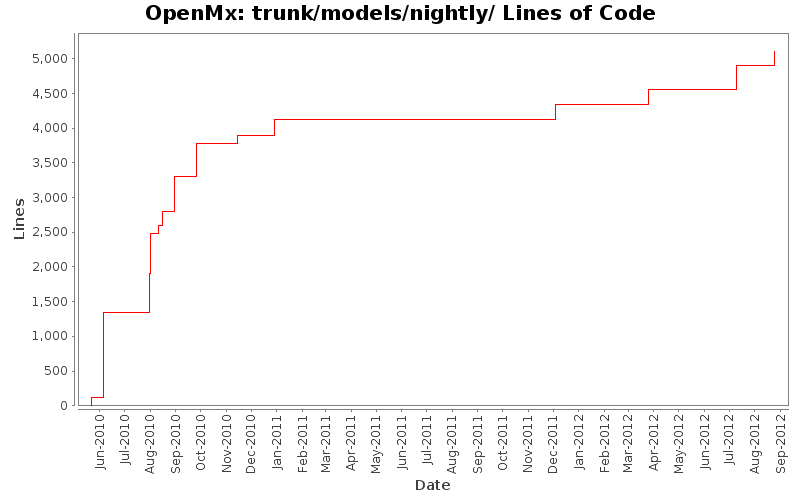 OpenMx: trunk/models/nightly/ Lines of Code
Lines
5,000
4,500
4,000
3,500
3,000
2,500
2,000
1,500
1,000
500
0
Jun-2010
Jul-2010
Aug-2010
Sep-2010
Oct-2010
Nov-2010
Dec-2010
Jan-2011
Feb-2011
Mar-2011
Apr-2011
May-2011
Jun-2011
Jul-2011
Aug-2011
Sep-2011
Oct-2011
Nov-2011
Dec-2011
Jan-2012
Feb-2012
Mar-2012
Apr-2012
May-2012
Jun-2012
Jul-2012
Aug-2012
Sep-2012
Date